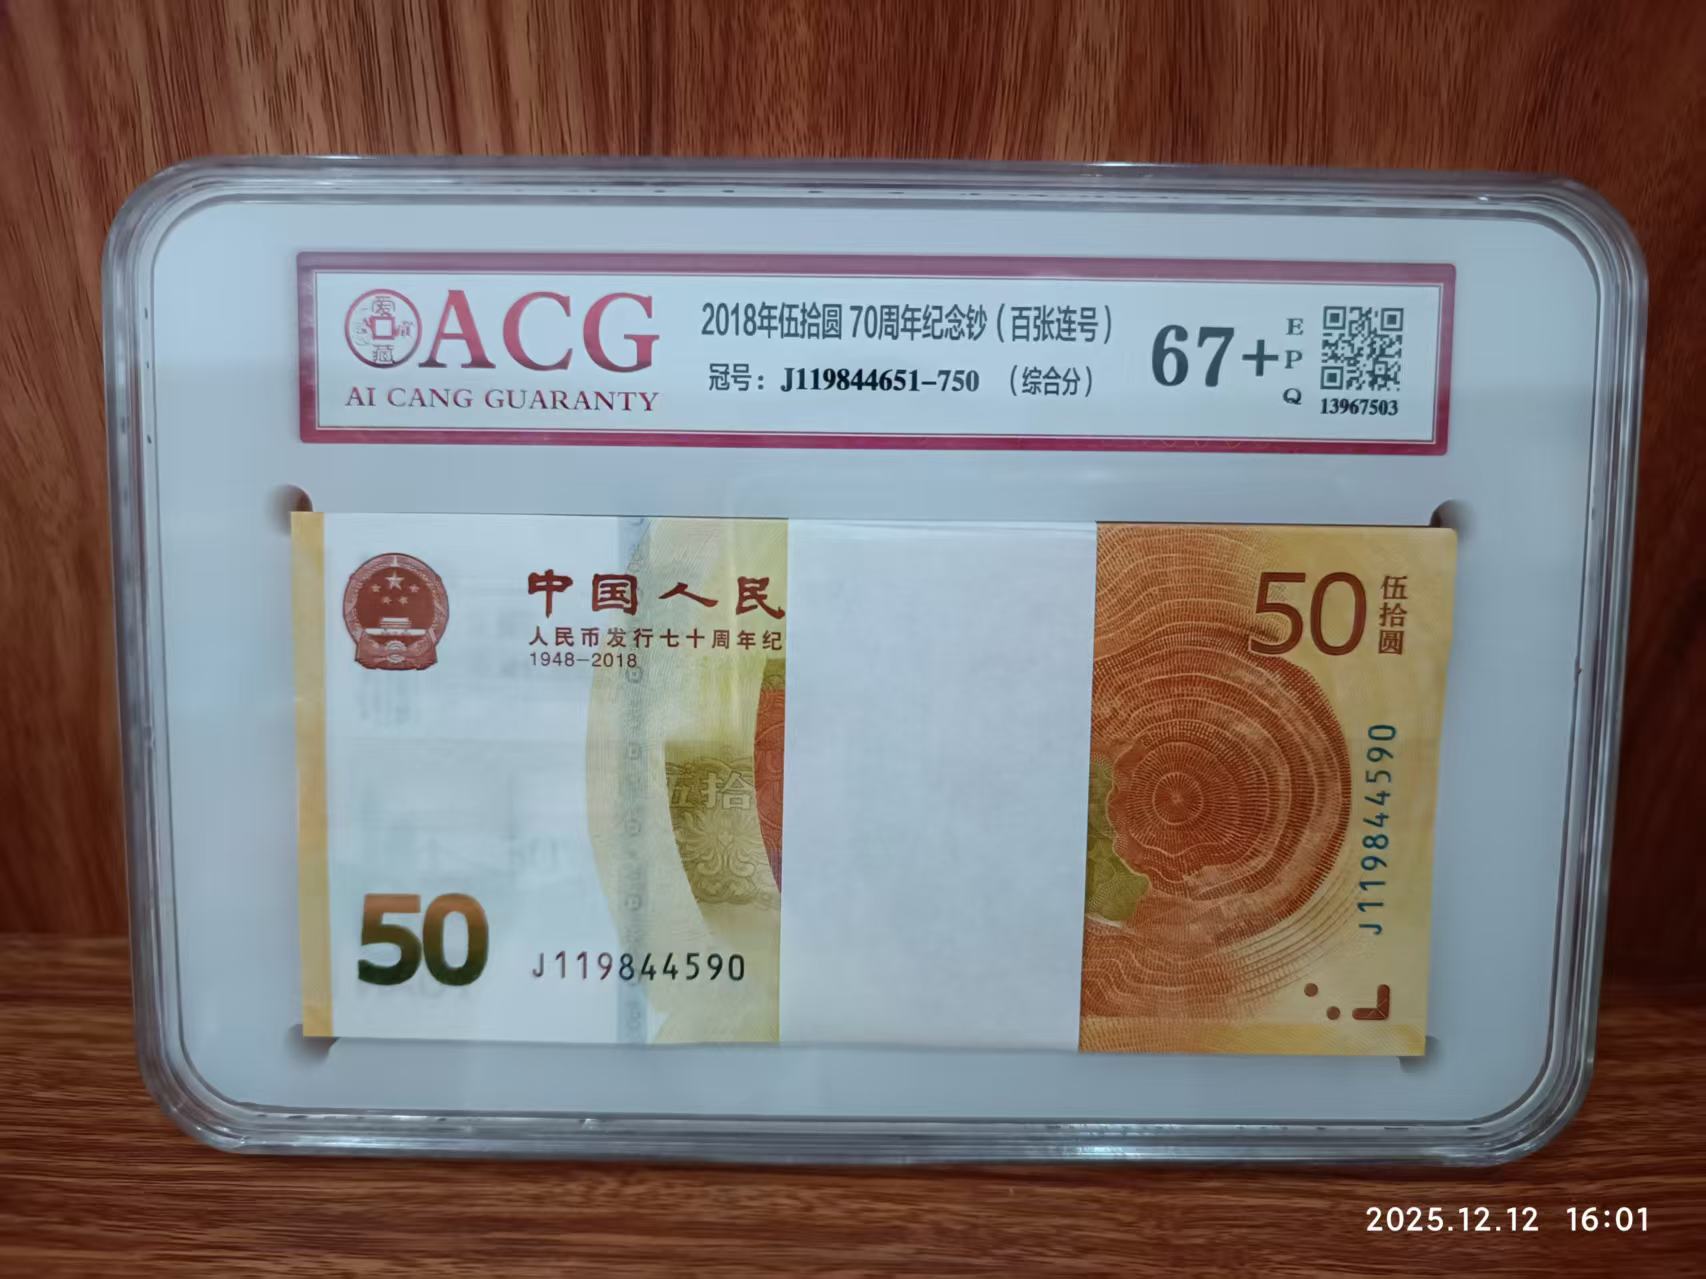 ACG
AI CANG GUARANTY
2018年伍拾圆 70周年纪念钞（百张连号）
冠号：J119844651-750 （综合分）
67+
EPQ
13967503
中国人民
人民币发行七十周年纪
1948-2018
50
伍拾圆
伍拾
J119844590
50
J119844590
2025.12.12 16:01